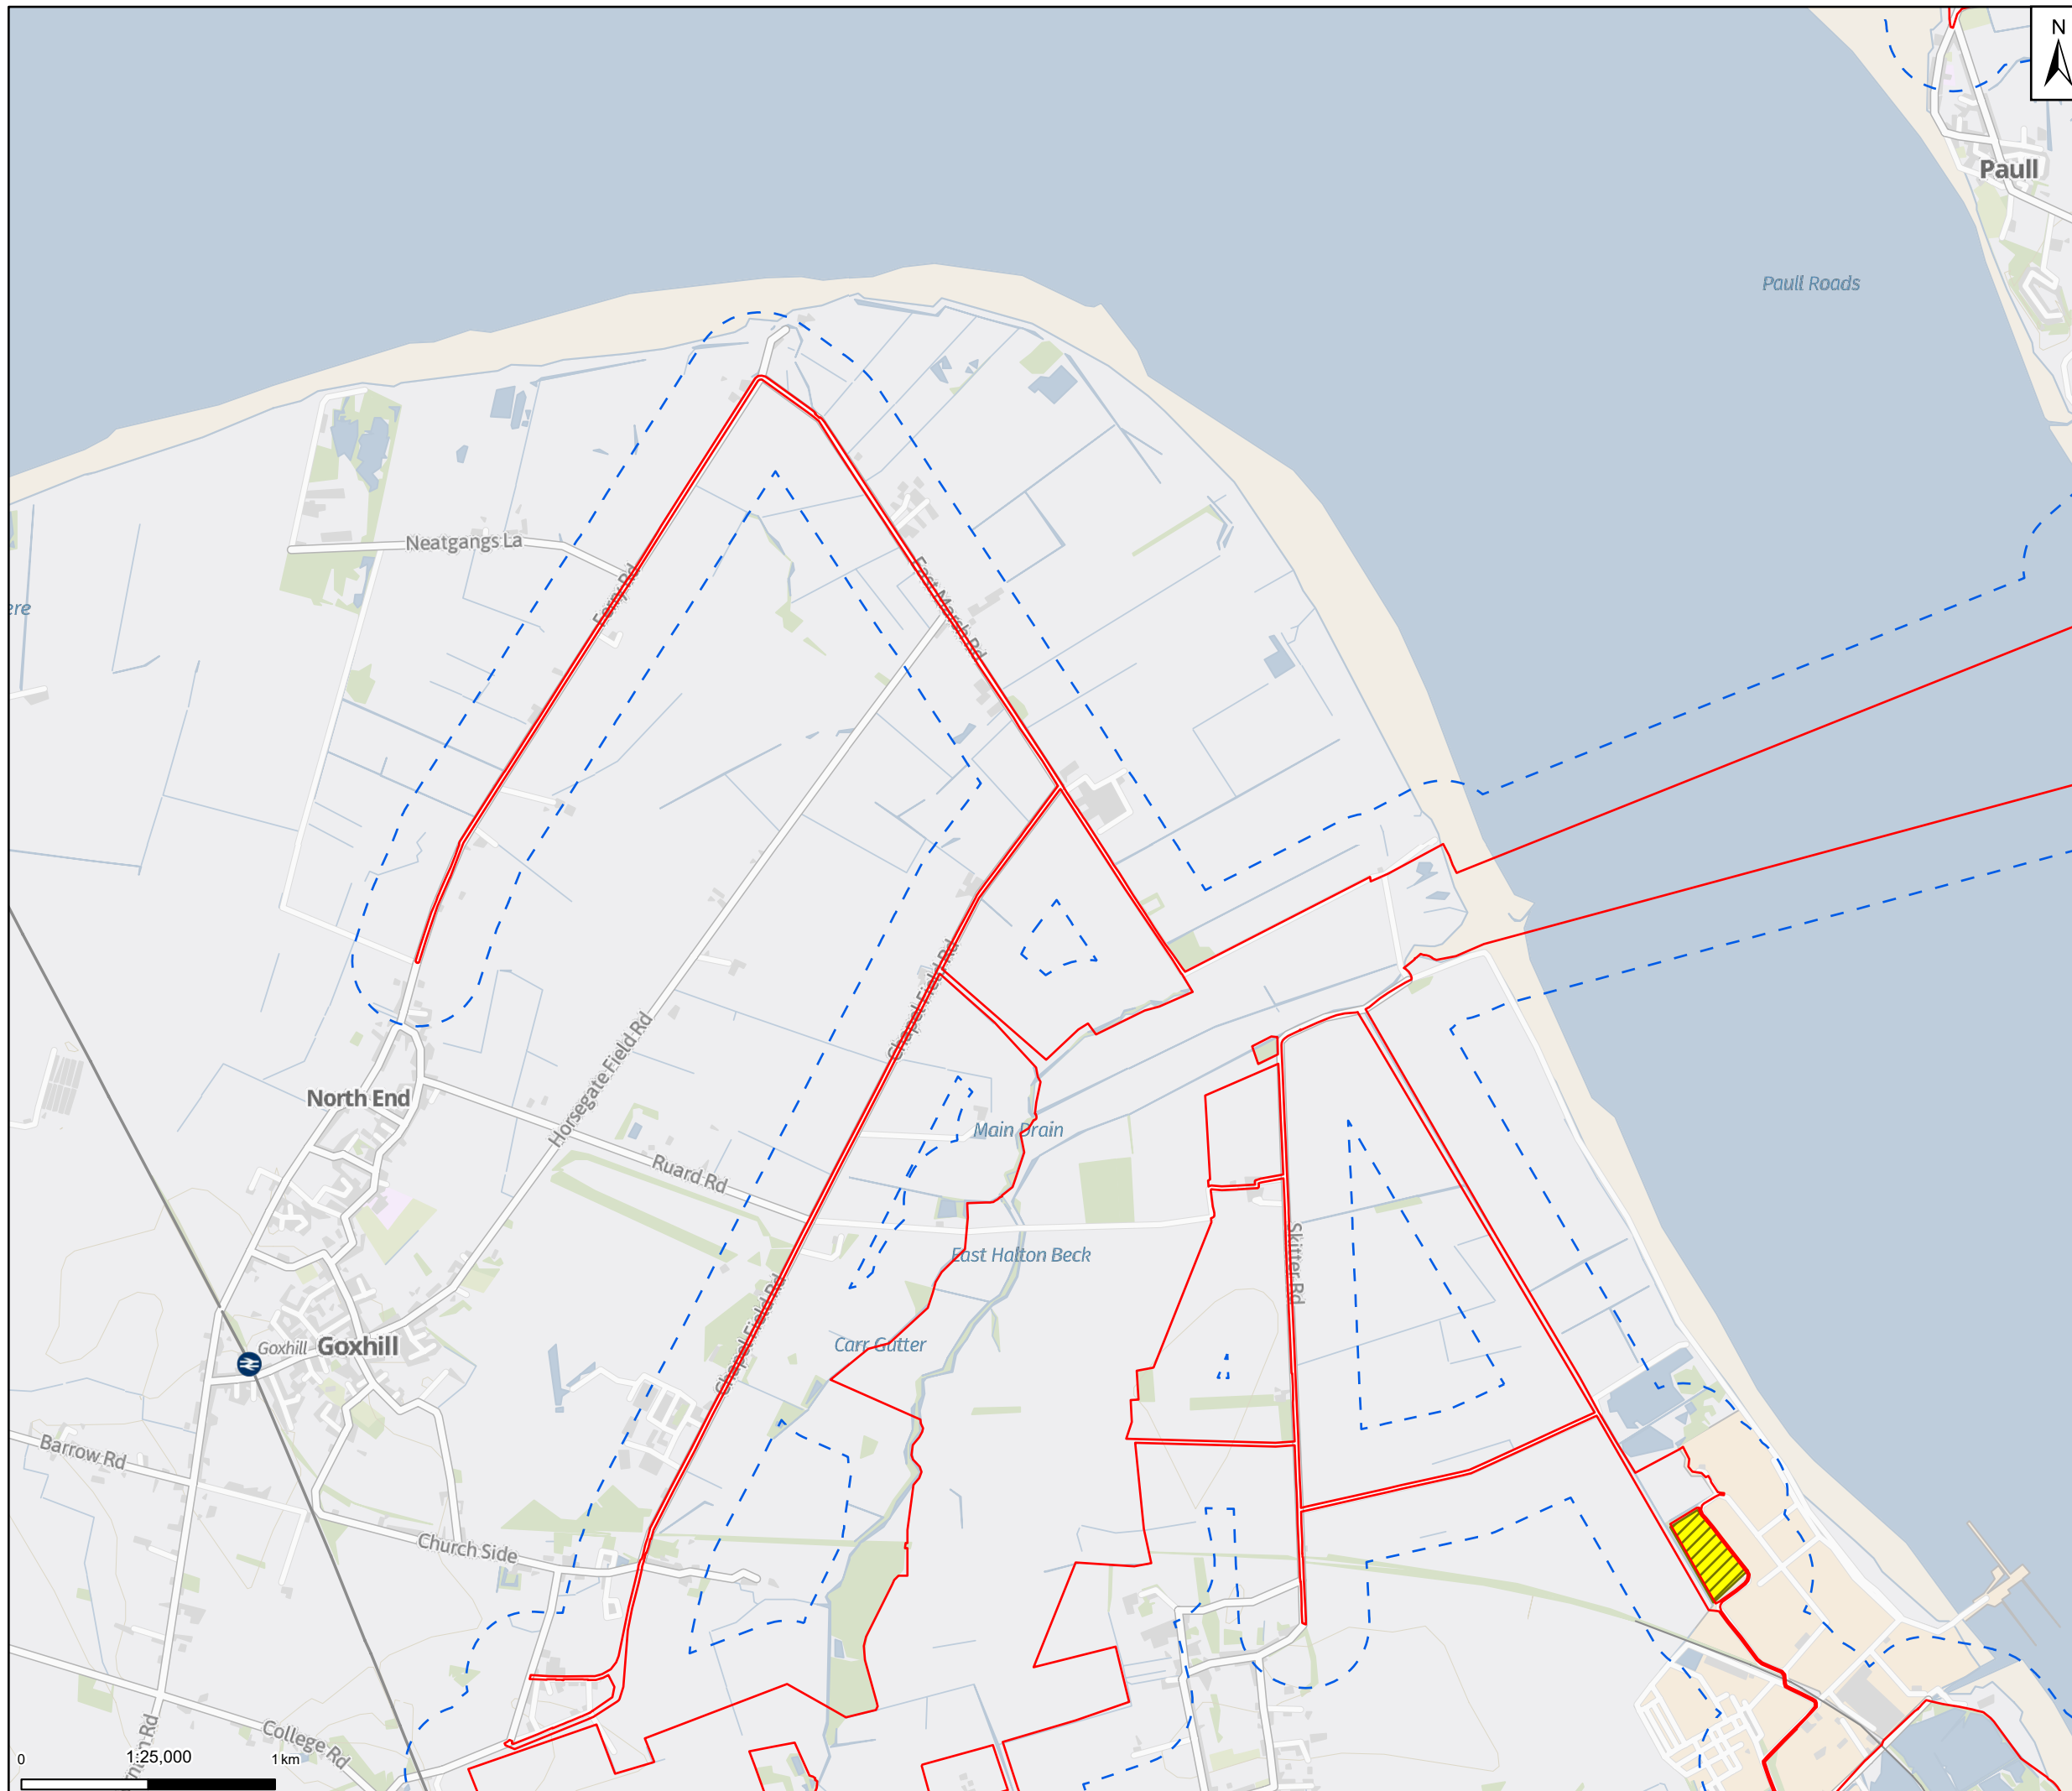 N
Paull
Paull Roads
Neatgangs La
Ferry Rd
East Marsh Rd
ere
Chapel Field Rd
North End
Horsegate Field Rd
Main Drain
Ruard Rd
East Halton Beck
Skitter Rd
Chapel Field Rd
Carr Gutter
Goxhill
Goxhill
Barrow Rd
Church Side
College Rd
0
1:25,000
1 km